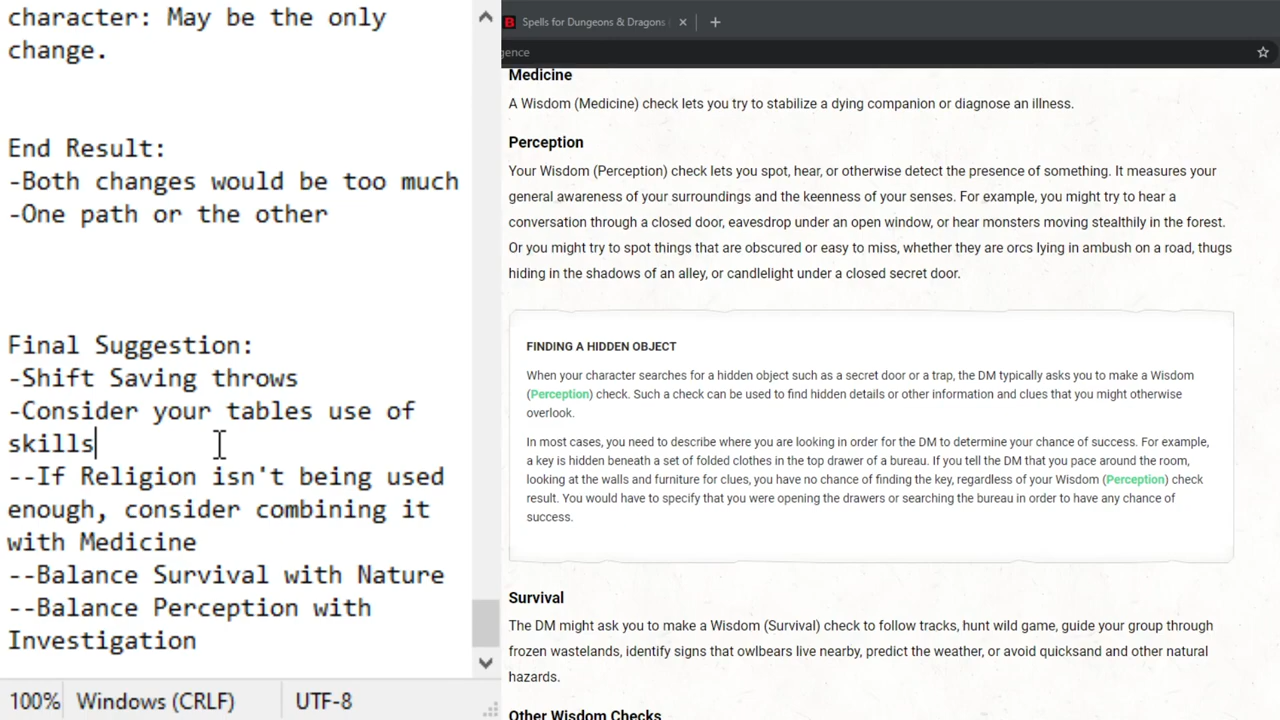 character: May be the only
change.
End Result:
-Both changes would be too much
-One path or the other
Final Suggestion:
-Shift Saving throws
-Consider your tables use of
skills
--If Religion isn't being used
enough, consider combining it
with Medicine
--Balance Survival with Nature
--Balance Perception with
Investigation
100%
Windows (CRLF)
UTF-8
B
Spells for Dungeons & Dragons
gence
Medicine
A Wisdom (Medicine) check lets you try to stabilize a dying companion or diagnose an illness.
Perception
Your Wisdom (Perception) check lets you spot, hear, or otherwise detect the presence of something. It measures your
general awareness of your surroundings and the keenness of your senses. For example, you might try to hear a
conversation through a closed door, eavesdrop under an open window, or hear monsters moving stealthily in the forest.
Or you might try to spot things that are obscured or easy to miss, whether they are orcs lying in ambush on a road, thugs
hiding in the shadows of an alley, or candlelight under a closed secret door.
FINDING A HIDDEN OBJECT
When your character searches for a hidden object such as a secret door or a trap, the DM typically asks you to make a Wisdom
(Perception) check. Such a check can be used to find hidden details or other information and clues that you might otherwise
overlook.
In most cases, you need to describe where you are looking in order for the DM to determine your chance of success. For example,
a key is hidden beneath a set of folded clothes in the top drawer of a bureau. If you tell the DM that you pace around the room,
looking at the walls and furniture for clues, you have no chance of finding the key, regardless of your Wisdom (Perception) check
result. You would have to specify that you were opening the drawers or searching the bureau in order to have any chance of
success.
Survival
The DM might ask you to make a Wisdom (Survival) check to follow tracks, hunt wild game, guide your group through
frozen wastelands, identify signs that owlbears live nearby, predict the weather, or avoid quicksand and other natural
hazards.
Other Wisdom Checks